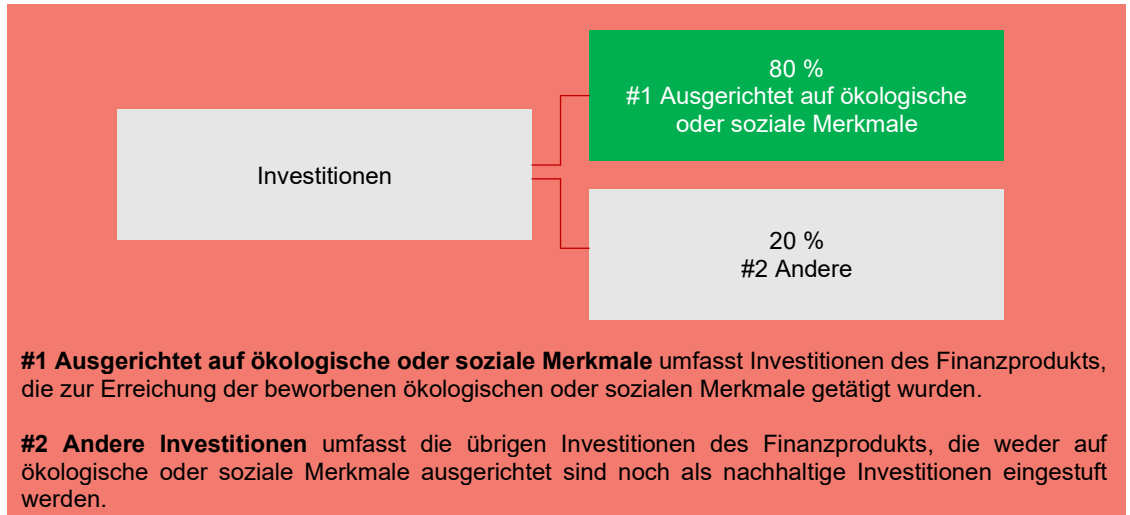 80 %
#1 Ausgerichtet auf ökologische
oder soziale Merkmale
Investitionen
20 %
#2 Andere
#1 Ausgerichtet auf ökologische oder soziale Merkmale umfasst Investitionen des Finanzprodukts,
die zur Erreichung der beworbenen ökologischen oder sozialen Merkmale getätigt wurden.
#2 Andere Investitionen umfasst die übrigen Investitionen des Finanzprodukts, die weder auf
ökologische oder soziale Merkmale ausgerichtet sind noch als nachhaltige Investitionen eingestuft
werden.